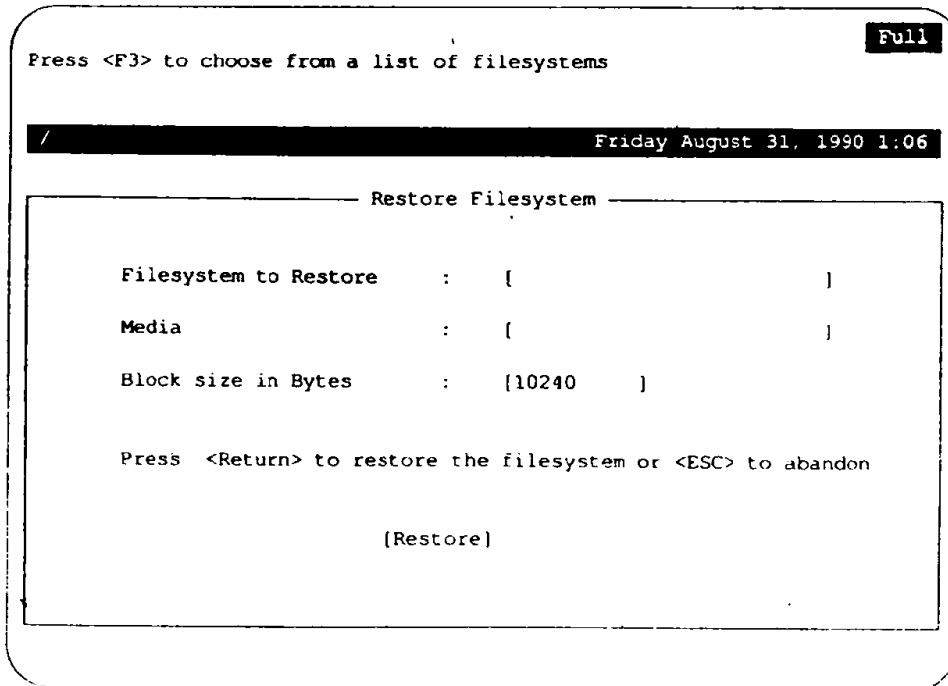 Full
Press <F3> to choose from a list of filesystems
/ Friday August 31, 1990 1:06
Restore Filesystem
Filesystem to Restore : [ ]
Media : [ ]
Block size in Bytes : [10240 ]
Press <Return> to restore the filesystem or <ESC> to abandon
[Restore]